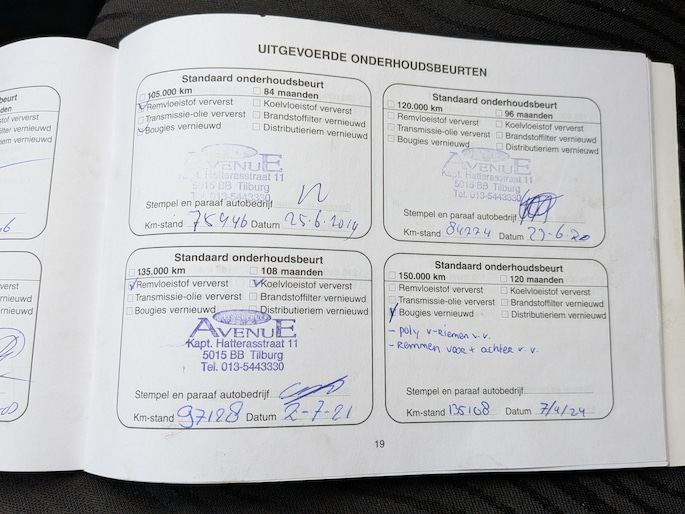 UITGEVOERDE ONDERHOUDSBEURTEN
Standaard onderhoudsbeurt
105.000 km 84 maanden
Remvloeistof ververst Koelvloeistof ververst
Transmissie-olie ververst Brandstoffilter vernieuwd
Bougies vernieuwd Distributieriem vernieuwd
AVENUE
Kapt. Hatterasstraat 11
5015 BB Tilburg
Tel. 013-5443330
Stempel en paraaf autobedrijf
Km-stand 75946 Datum 25-6-2019
Standaard onderhoudsbeurt
120.000 km 96 maanden
Remvloeistof ververst Koelvloeistof ververst
Transmissie-olie ververst Brandstoffilter vernieuwd
Bougies vernieuwd Distributieriem vernieuwd
AVENUE
Kapt. Hatterasstraat 11
5015 BB Tilburg
Tel. 013-5443330
Stempel en paraaf autobedrijf
Km-stand 84224 Datum 23-6-20
Standaard onderhoudsbeurt
135.000 km 108 maanden
Remvloeistof ververst Koelvloeistof ververst
Transmissie-olie ververst Brandstoffilter vernieuwd
Bougies vernieuwd Distributieriem vernieuwd
AVENUE
Kapt. Hatterasstraat 11
5015 BB Tilburg
Tel. 013-5443330
Stempel en paraaf autobedrijf
Km-stand 97128 Datum 2-7-21
Standaard onderhoudsbeurt
150.000 km 120 maanden
Remvloeistof ververst Koelvloeistof ververst
Transmissie-olie ververst Brandstoffilter vernieuwd
Bougies vernieuwd Distributieriem vernieuwd
- poly v-riemen v.v.
- Remmen voor + achter v.v.
Stempel en paraaf autobedrijf
Km-stand 135108 Datum 7/4/24
19